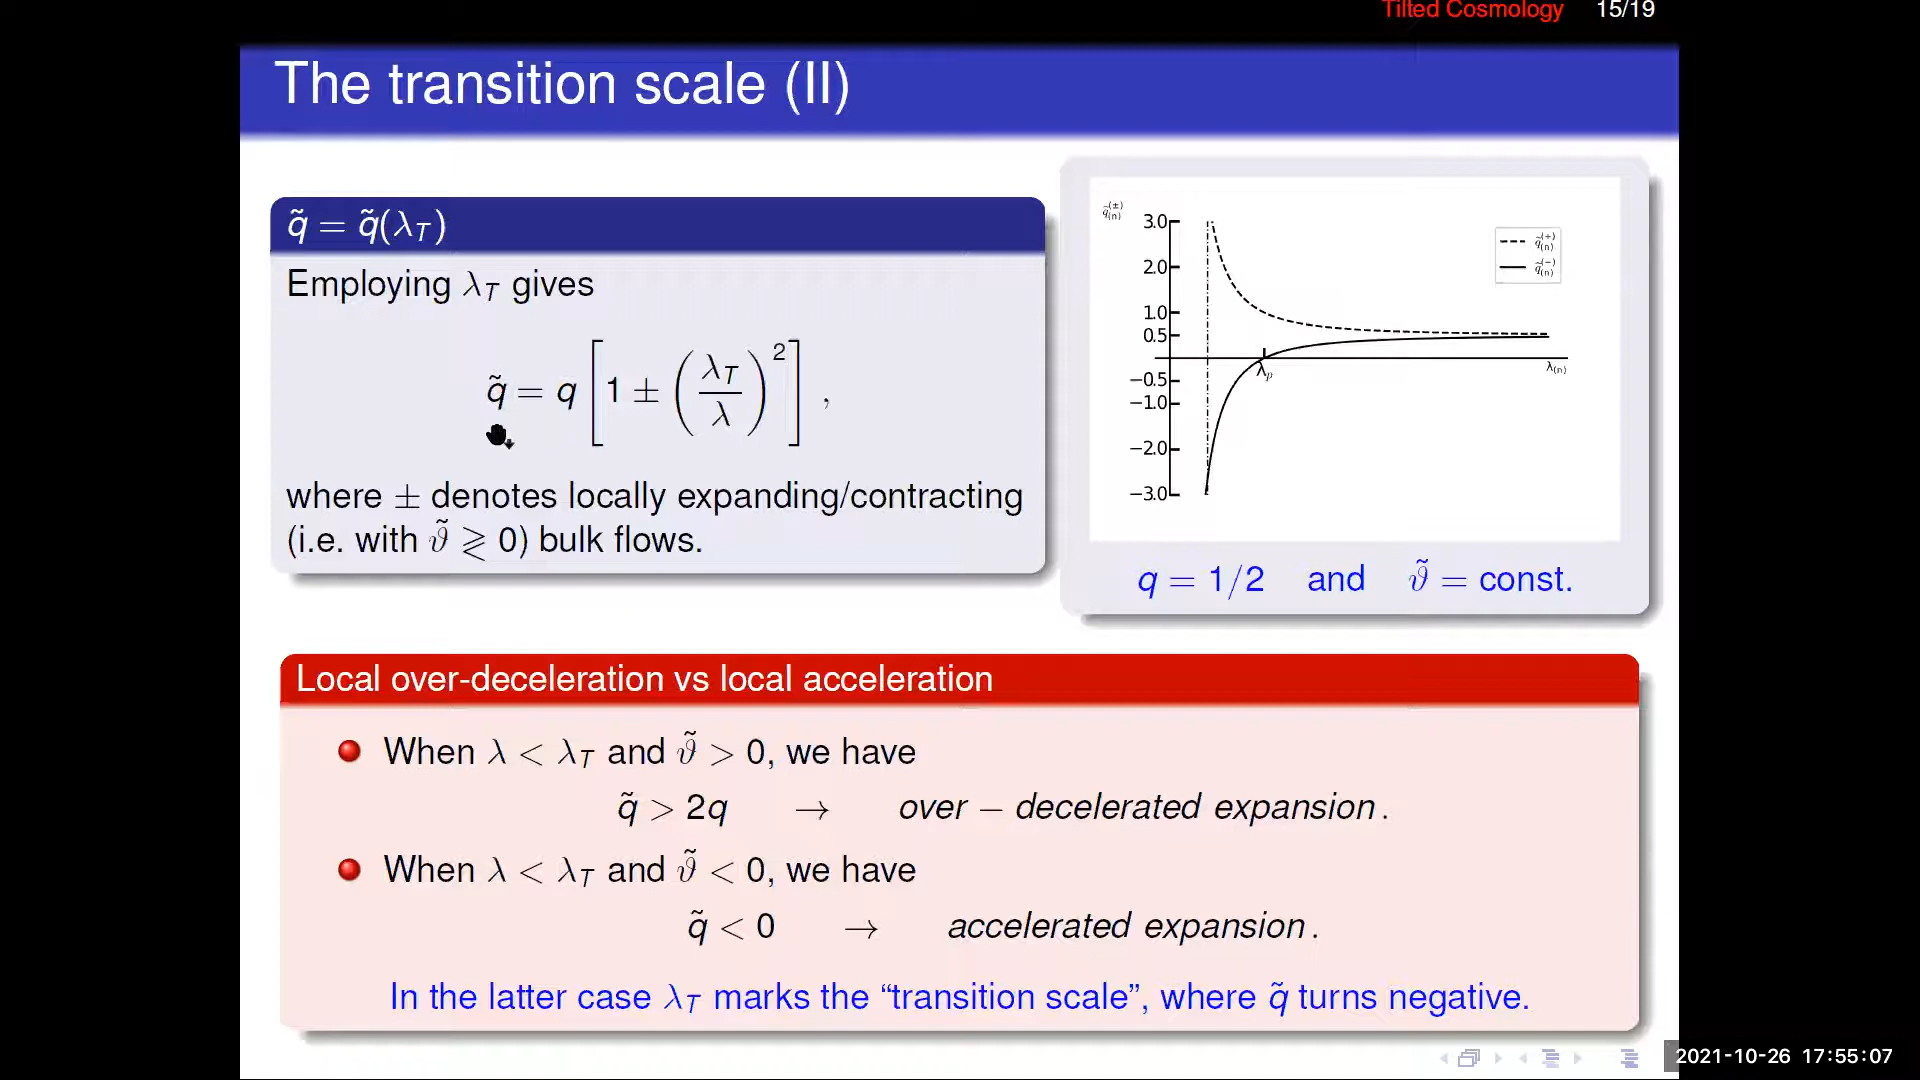 Tilted Cosmology 15/19
The transition scale (II)
q̃ = q̃(λ_T)
Employing λ_T gives
q̃ = q [1 ± (λ_T/λ)²] ,
where ± denotes locally expanding/contracting
(i.e. with ϑ̃ ≷ 0) bulk flows.
q̃₍ₙ₎^(±)
3.0
2.0
1.0
0.5
−0.5
−1.0
−2.0
−3.0
q̃₍ₙ₎^(+)
q̃₍ₙ₎^(−)
λ_p
λ₍ₙ₎
q = 1/2 and ϑ̃ = const.
Local over-deceleration vs local acceleration
When λ < λ_T and ϑ̃ > 0, we have
q̃ > 2q → over − decelerated expansion .
When λ < λ_T and ϑ̃ < 0, we have
q̃ < 0 → accelerated expansion .
In the latter case λ_T marks the “transition scale”, where q̃ turns negative.
2021-10-26 17:55:07